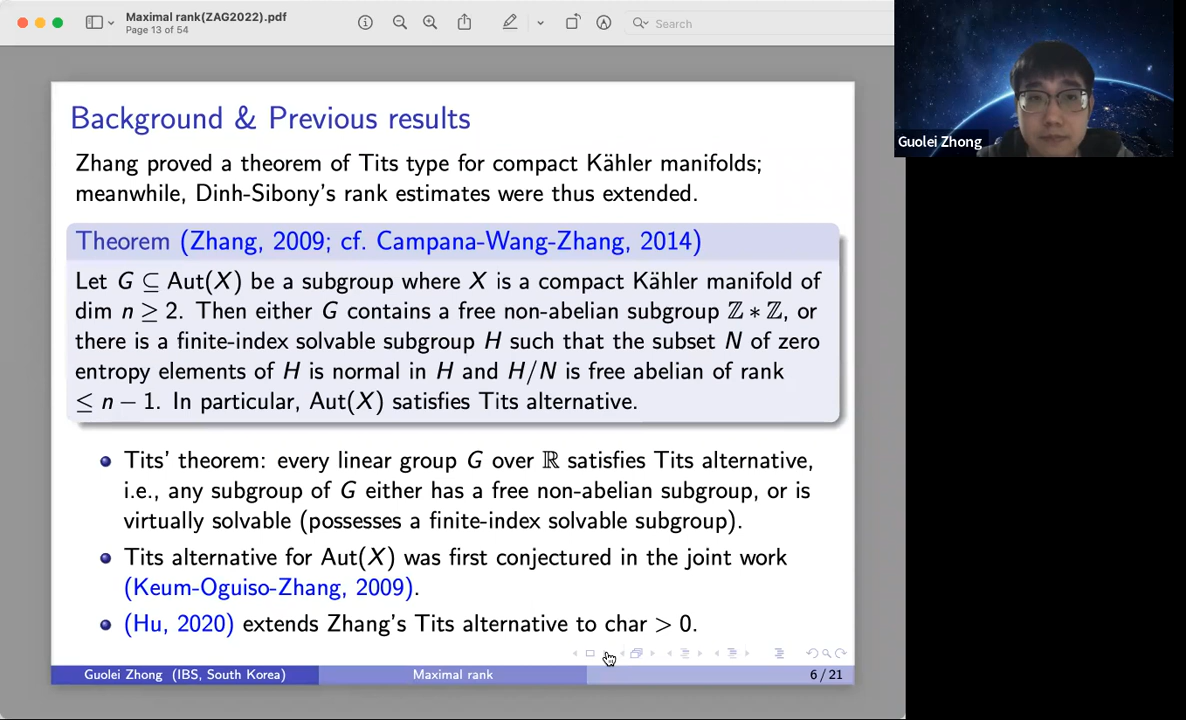 Maximal rank(ZAG2022).pdf
Page 13 of 54
Search
Guolei Zhong
Background & Previous results
Zhang proved a theorem of Tits type for compact Kähler manifolds;
meanwhile, Dinh-Sibony's rank estimates were thus extended.
Theorem (Zhang, 2009; cf. Campana-Wang-Zhang, 2014)
Let G ⊆ Aut(X) be a subgroup where X is a compact Kähler manifold of
dim n ≥ 2. Then either G contains a free non-abelian subgroup ℤ ∗ ℤ, or
there is a finite-index solvable subgroup H such that the subset N of zero
entropy elements of H is normal in H and H/N is free abelian of rank
≤ n − 1. In particular, Aut(X) satisfies Tits alternative.
Tits' theorem: every linear group G over ℝ satisfies Tits alternative,
i.e., any subgroup of G either has a free non-abelian subgroup, or is
virtually solvable (possesses a finite-index solvable subgroup).
Tits alternative for Aut(X) was first conjectured in the joint work
(Keum-Oguiso-Zhang, 2009).
(Hu, 2020) extends Zhang's Tits alternative to char > 0.
Guolei Zhong (IBS, South Korea)
Maximal rank
6 / 21